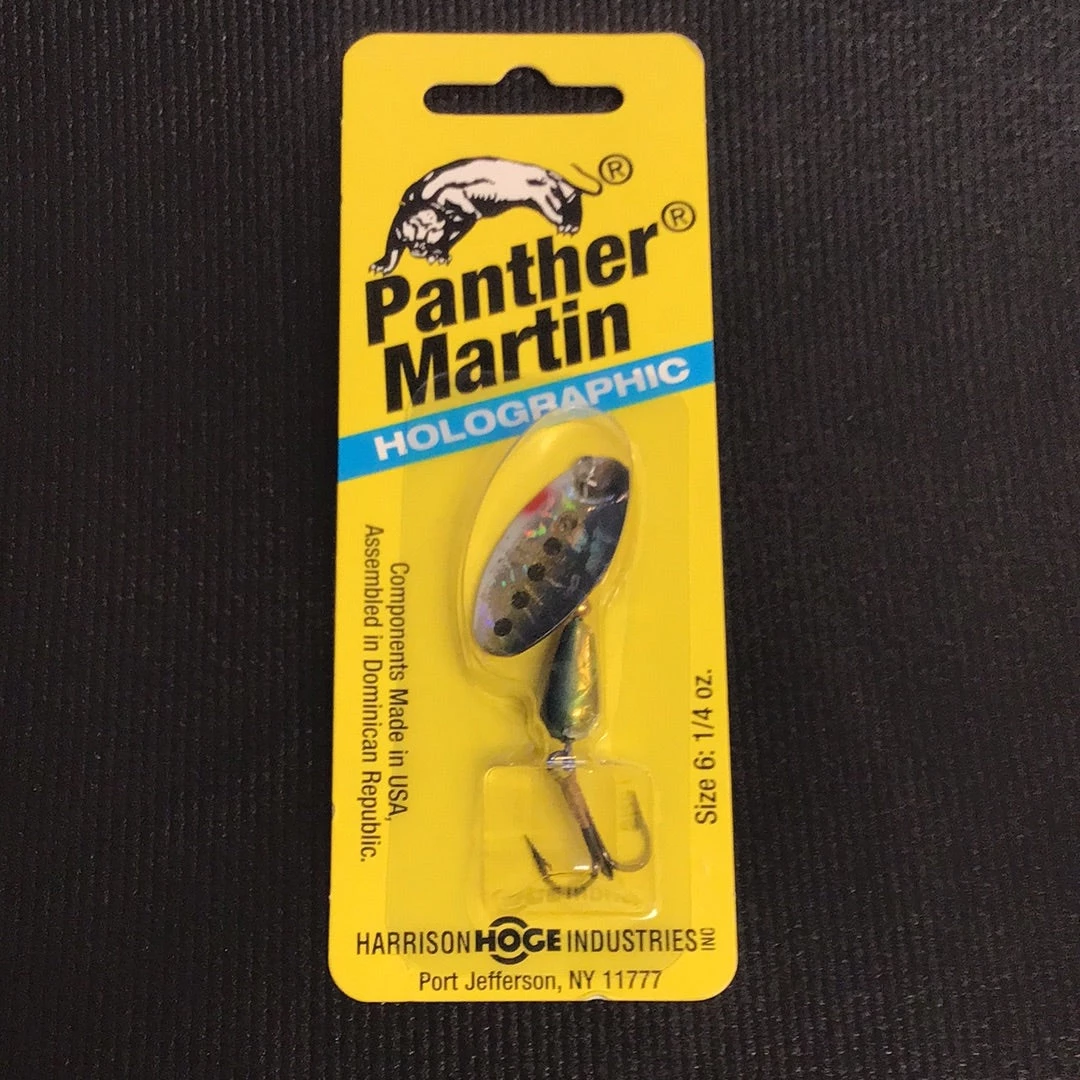 ®
Panther®
Martin
HOLOGRAPHIC
Components Made in USA,
Assembled in Dominican Republic.
Size 6: 1/4 oz.
HARRISON HOGE INDUSTRIES INC
Port Jefferson, NY 11777